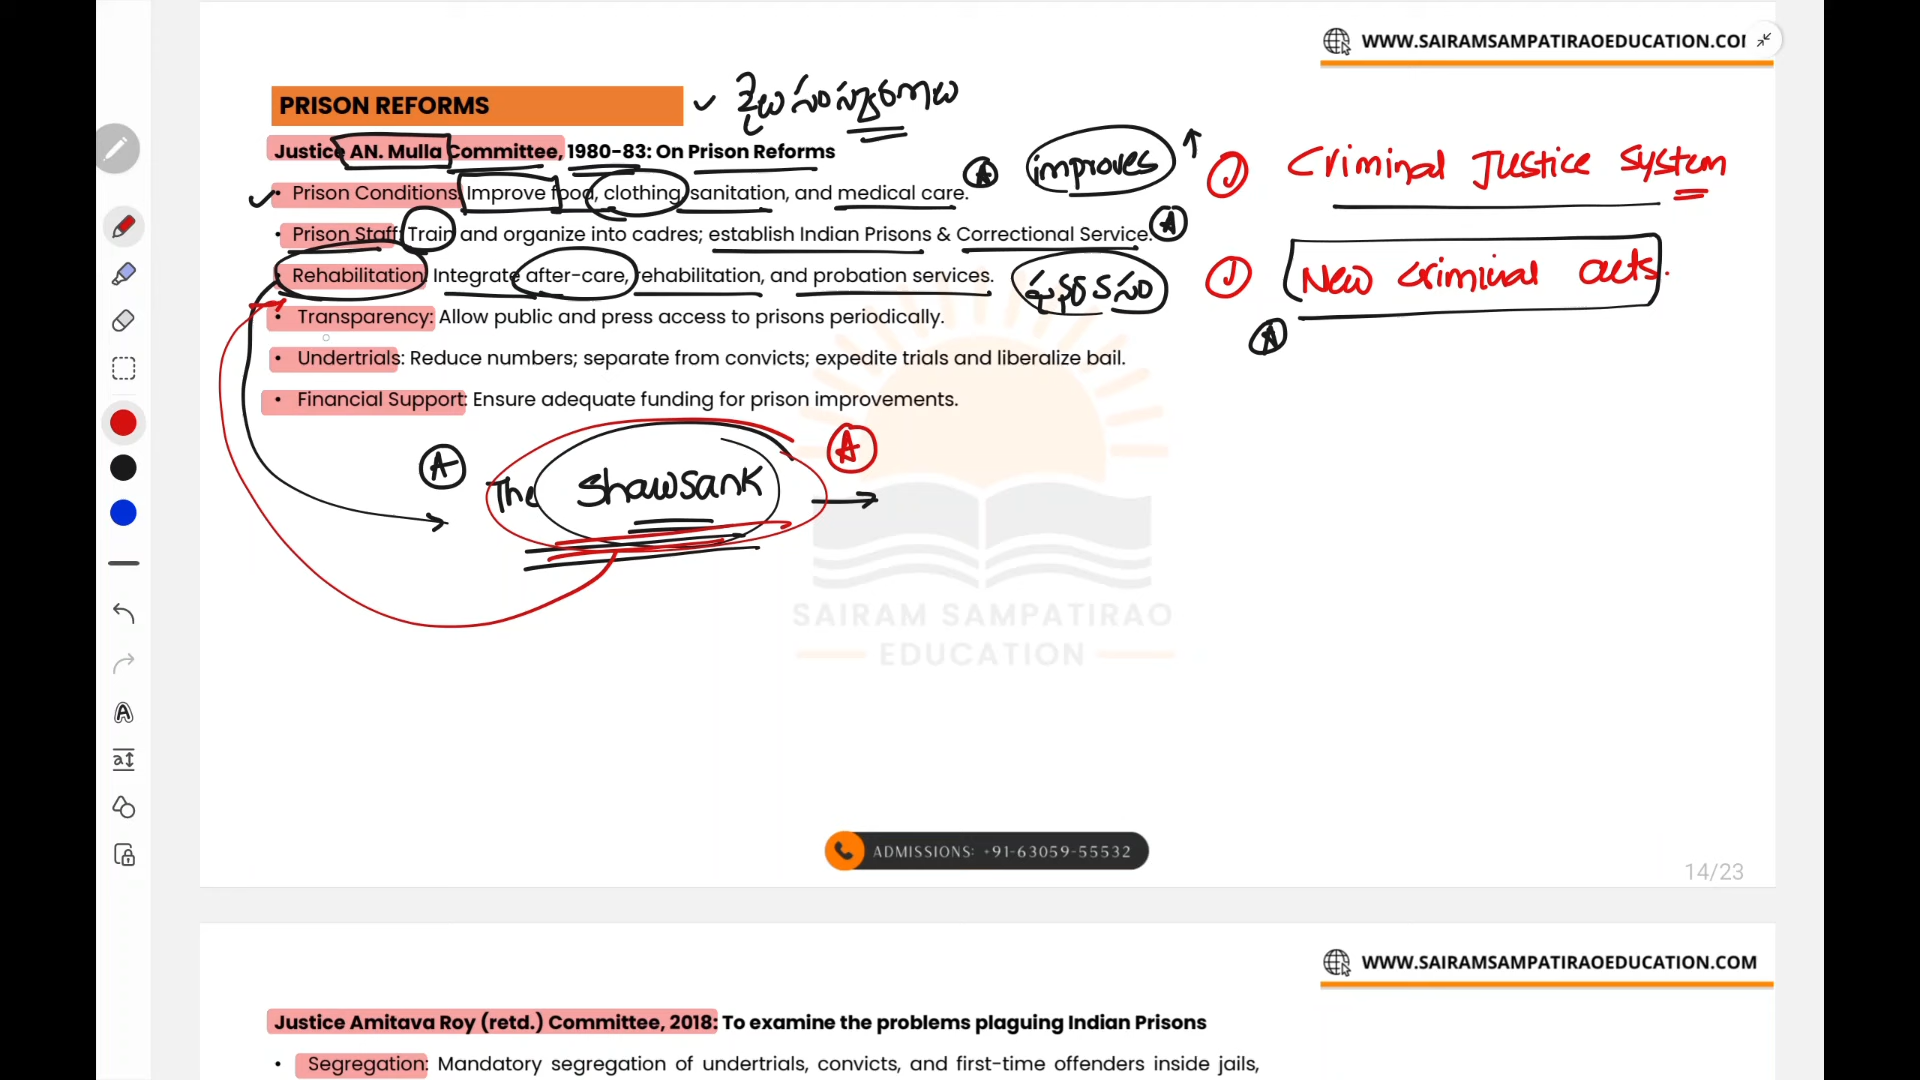 WWW.SAIRAMSAMPATIRAOEDUCATION.CO
PRISON REFORMS
Justice AN. Mulla Committee, 1980-83: On Prison Reforms
improves
Criminal Justice System
• Prison Conditions: Improve food, clothing, sanitation, and medical care.
A
• Prison Staff: Train and organize into cadres; establish Indian Prisons & Correctional Service.
A
• Rehabilitation: Integrate after-care, rehabilitation, and probation services.
New Criminal acts.
• Transparency: Allow public and press access to prisons periodically.
A
• Undertrials: Reduce numbers; separate from convicts; expedite trials and liberalize bail.
• Financial Support: Ensure adequate funding for prison improvements.
A
The Shawsank
A
SAIRAM SAMPATIRAO
EDUCATION
ADMISSIONS: +91-63059-55532
14/23
WWW.SAIRAMSAMPATIRAOEDUCATION.COM
Justice Amitava Roy (retd.) Committee, 2018: To examine the problems plaguing Indian Prisons
• Segregation: Mandatory segregation of undertrials, convicts, and first-time offenders inside jails,